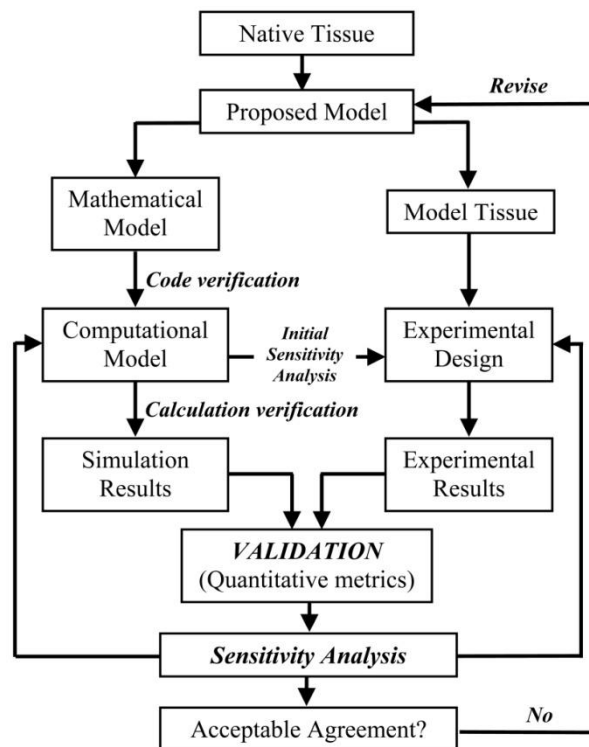 Native Tissue
Revise
Proposed Model
Mathematical
Model
Model Tissue
Code verification
Computational
Model
Initial
Sensitivity
Analysis
Experimental
Design
Calculation verification
Simulation
Results
Experimental
Results
VALIDATION
(Quantitative metrics)
Sensitivity Analysis
Acceptable Agreement?
No